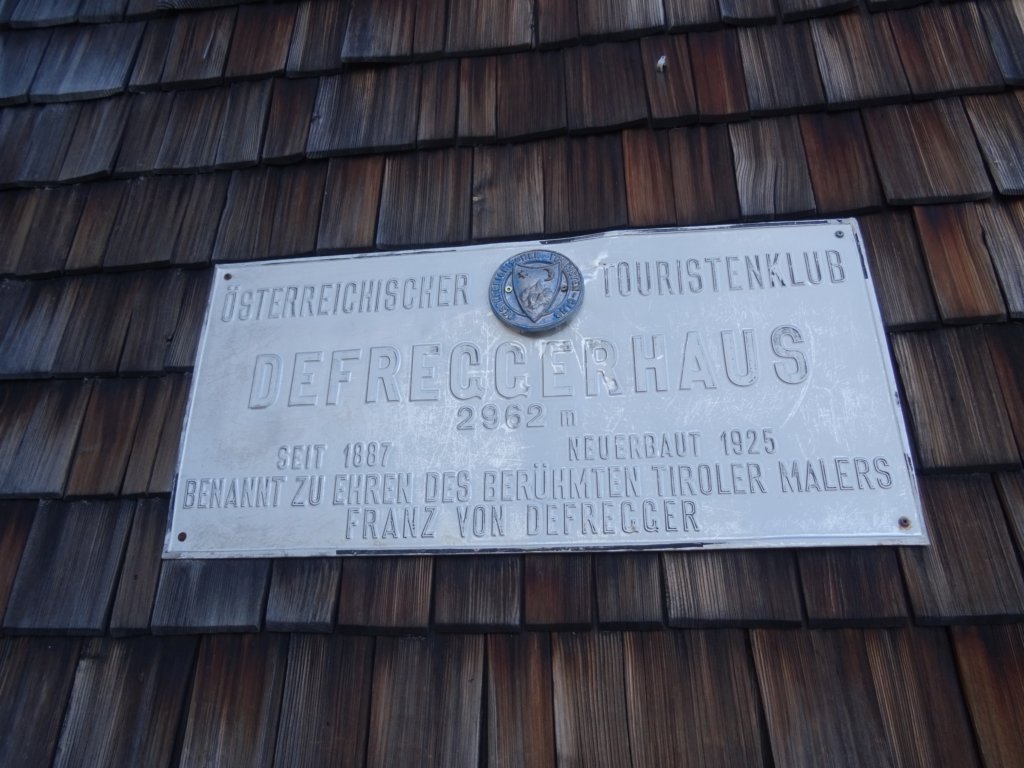 ÖSTERREICHISCHER TOURISTENKLUB
DEFREGGERHAUS
2962 m
SEIT 1887 NEUERBAUT 1925
BENANNT ZU EHREN DES BERÜHMTEN TIROLER MALERS
FRANZ VON DEFREGGER